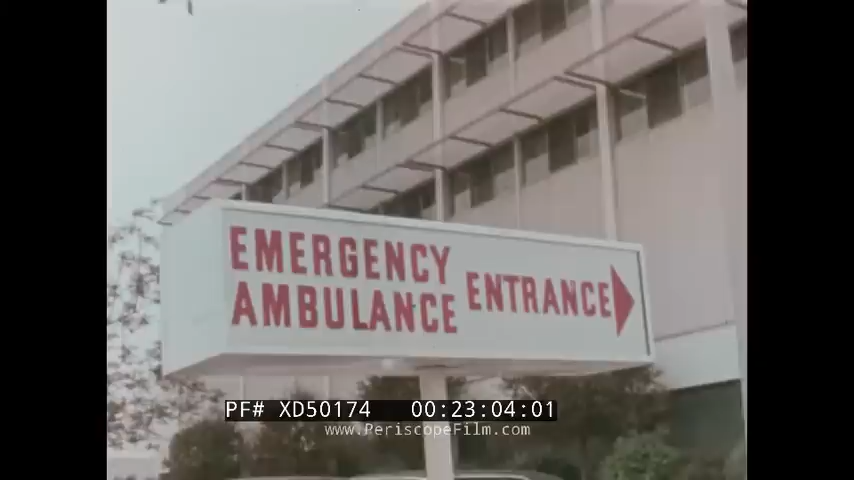 EMERGENCY
AMBULANCE
ENTRANCE
PF# XD50174 00:23:04:01
www.PeriscopeFilm.com